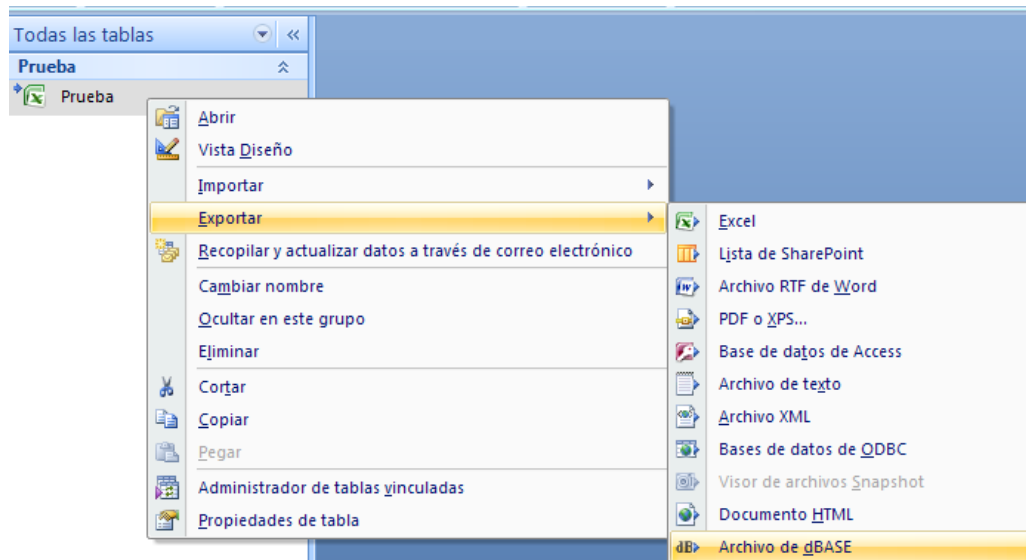 Todas las tablas
Prueba
Prueba
Abrir
Vista Diseño
Importar
Exportar
Recopilar y actualizar datos a través de correo electrónico
Cambiar nombre
Ocultar en este grupo
Eliminar
Cortar
Copiar
Pegar
Administrador de tablas vinculadas
Propiedades de tabla
Excel
Lista de SharePoint
Archivo RTF de Word
PDF o XPS...
Base de datos de Access
Archivo de texto
Archivo XML
Bases de datos de ODBC
Visor de archivos Snapshot
Documento HTML
dB Archivo de dBASE